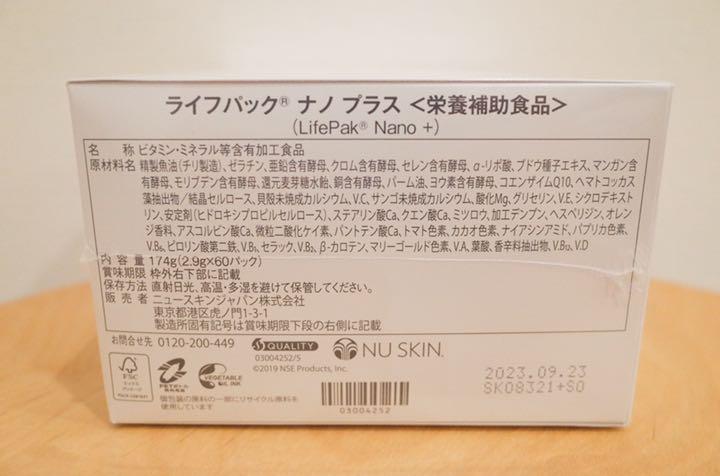 ライフパック® ナノ プラス <栄養補助食品>
(LifePak® Nano +)
名 称 ビタミン・ミネラル等含有加工食品
原材料名 精製魚油(チリ製造)、ゼラチン、亜鉛含有酵母、クロム含有酵母、セレン含有酵母、α-リポ酸、ブドウ種子エキス、マンガン含
有酵母、モリブデン含有酵母、還元麦芽糖水飴、銅含有酵母、パーム油、ヨウ素含有酵母、コエンザイムQ10、ヘマトコッカス
藻抽出物/結晶セルロース、貝殻未焼成カルシウム、V.C、サンゴ未焼成カルシウム、酸化Mg、グリセリン、V.E、シクロデキスト
リン、安定剤(ヒドロキシプロピルセルロース)、ステアリン酸Ca、クエン酸Ca、ミツロウ、加工デンプン、ヘスペリジン、オレン
ジ香料、アスコルビン酸Ca、微粒二酸化ケイ素、パントテン酸Ca、トマト色素、カカオ色素、ナイアシンアミド、パプリカ色素、
V.B₆、ピロリン酸第二鉄、V.B₁、セラック、V.B₂、β-カロテン、マリーゴールド色素、V.A、葉酸、香辛料抽出物、V.B₁₂、V.D
内 容 量 174g(2.9g×60パック)
賞味期限 枠外右下部に記載
保存方法 直射日光、高温・多湿を避けて保管してください。
販 売 者 ニュースキンジャパン株式会社
東京都港区虎ノ門1-3-1
製造所固有記号は賞味期限下段の右側に記載
お問合せ先 0120-200-449
QUALITY
NU SKIN.
03004252/5
©2019 NSE Products, Inc.
FSC
ミックス
PETボトル
再利用品
VEGETABLE
OIL INK
個包装の原料の一部にリサイクル原料を
使用しています
03004252
2023.09.23
SK08321+SO